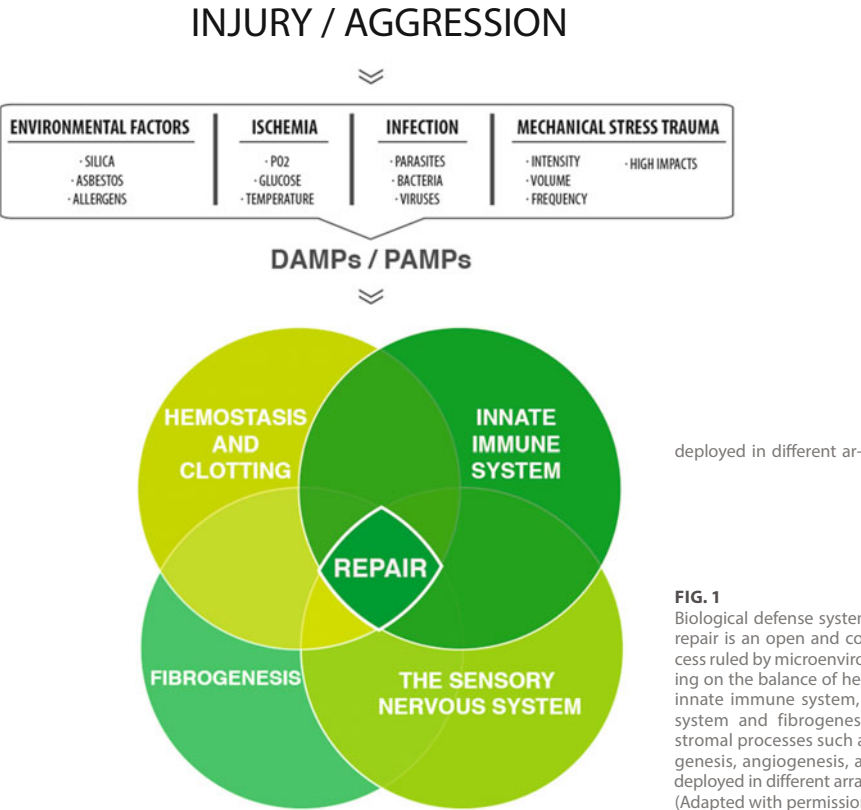 INJURY / AGGRESSION
ENVIRONMENTAL FACTORS
· SILICA
· ASBESTOS
· ALLERGENS
ISCHEMIA
· PO2
· GLUCOSE
· TEMPERATURE
INFECTION
· PARASITES
· BACTERIA
· VIRUSES
MECHANICAL STRESS TRAUMA
· INTENSITY
· VOLUME
· FREQUENCY
· HIGH IMPACTS
DAMPs / PAMPs
HEMOSTASIS
AND
CLOTTING
INNATE
IMMUNE
SYSTEM
REPAIR
FIBROGENESIS
THE SENSORY
NERVOUS SYSTEM
deployed in different ar-
FIG. 1
Biological defense system
repair is an open and co
cess ruled by microenviro
ing on the balance of he
innate immune system,
system and fibrogenes
stromal processes such a
genesis, angiogenesis, a
deployed in different arra
(Adapted with permissio